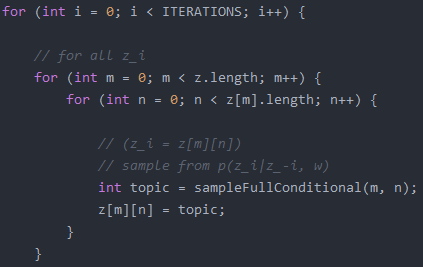 for (int i = 0; i < ITERATIONS; i++) {
// for all z_i
for (int m = 0; m < z.length; m++) {
for (int n = 0; n < z[m].length; n++) {
// (z_i = z[m][n])
// sample from p(z_i|z_-i, w)
int topic = sampleFullConditional(m, n);
z[m][n] = topic;
}
}